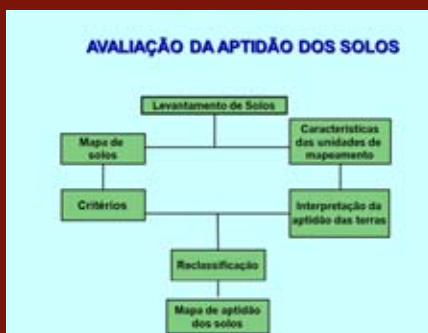 AVALIAÇÃO DA APTIDÃO DOS SOLOS
Levantamento de Solos
Mapa de
solos
Características
das unidades de
mapeamento
Critérios
Interpretação da
aptidão das terras
Reclassificação
Mapa de aptidão
dos solos